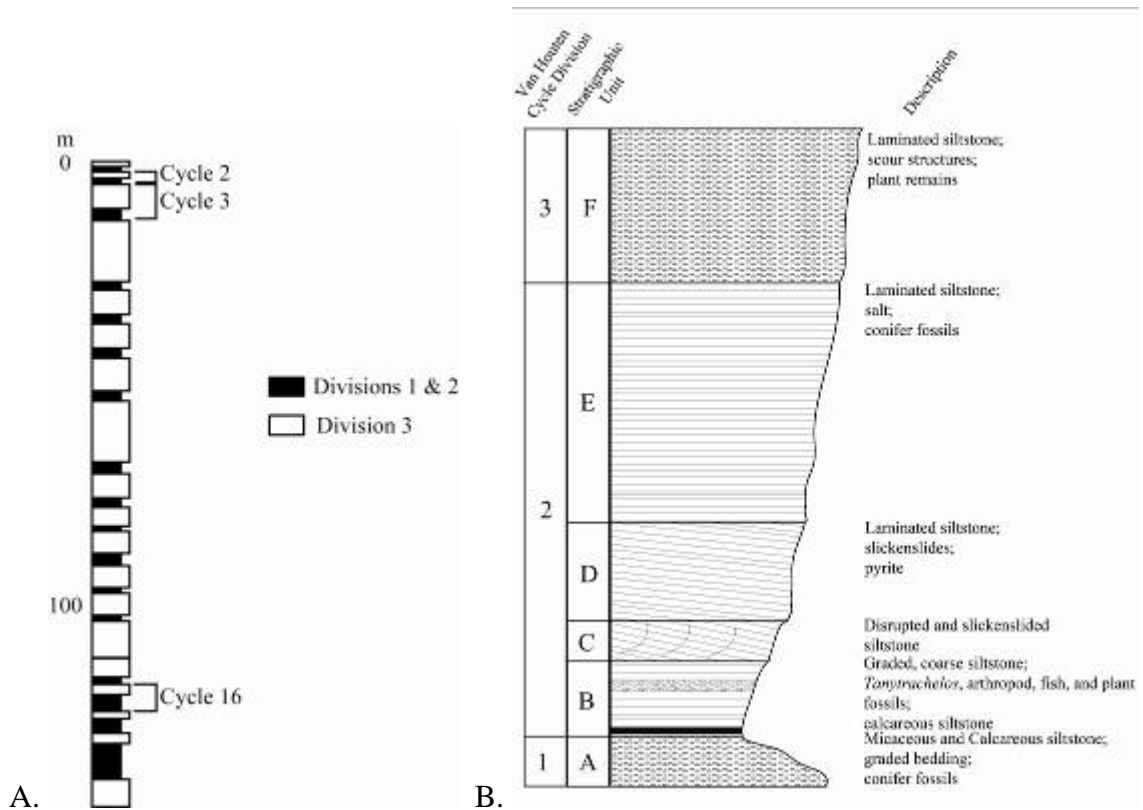 m
0
Cycle 2
Cycle 3
Divisions 1 & 2
Division 3
100
Cycle 16
A.
Van Houten
Cycle Division
Stratigraphic
Unit
Description
3
F
Laminated siltstone;
scour structures;
plant remains
2
E
Laminated siltstone;
salt;
conifer fossils
D
Laminated siltstone;
slickenslides;
pyrite
C
Disrupted and slickenslided
siltstone
B
Graded, coarse siltstone;
Tanytrachelos, arthropod, fish, and plant
fossils;
calcareous siltstone
1
A
Micaceous and Calcareous siltstone;
graded bedding;
conifer fossils
B.